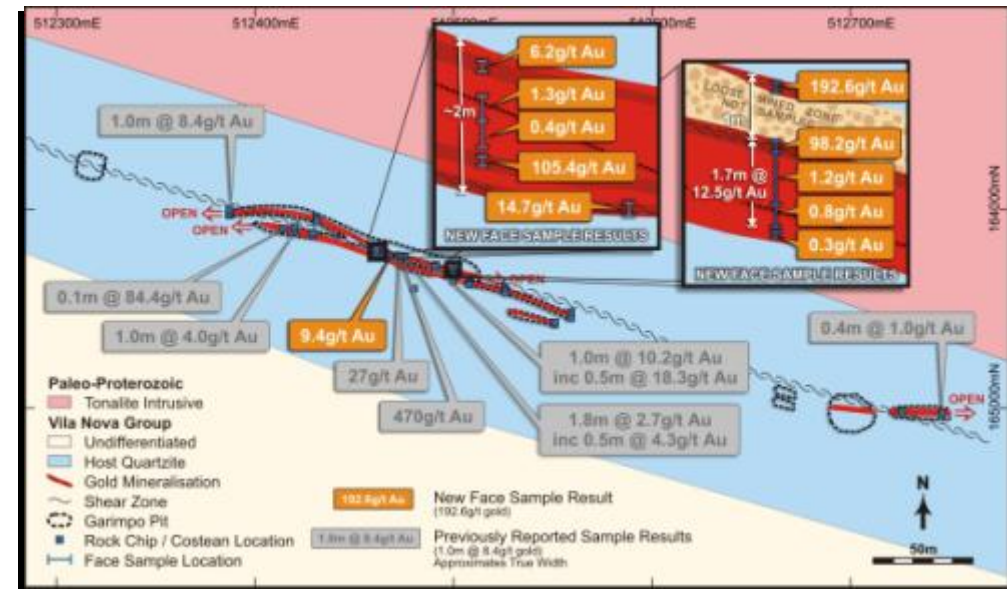 512300mE
512400mE
512700mE
6.2g/t Au
1.3g/t Au
0.4g/t Au
105.4g/t Au
14.7g/t Au
~2m
NEW FACE SAMPLE RESULTS
192.6g/t Au
LOOSE MINED ZONE
NOT SAMPLED
98.2g/t Au
1.2g/t Au
0.8g/t Au
0.3g/t Au
1.7m @
12.5g/t Au
NEW FACE SAMPLE RESULTS
1.0m @ 8.4g/t Au
OPEN
OPEN
OPEN
0.1m @ 84.4g/t Au
1.0m @ 4.0g/t Au
9.4g/t Au
27g/t Au
470g/t Au
1.0m @ 10.2g/t Au
inc 0.5m @ 18.3g/t Au
1.8m @ 2.7g/t Au
inc 0.5m @ 4.3g/t Au
0.4m @ 1.0g/t Au
OPEN
164000mN
165000mN
Paleo-Proterozoic
Tonalite Intrusive
Vila Nova Group
Undifferentiated
Host Quartzite
Gold Mineralisation
Shear Zone
Garimpo Pit
Rock Chip / Costean Location
Face Sample Location
192.6g/t Au
New Face Sample Result
(192.6g/t gold)
1.0m @ 8.4g/t Au
Previously Reported Sample Results
(1.0m @ 8.4g/t gold)
Approximates True Width
N
50m